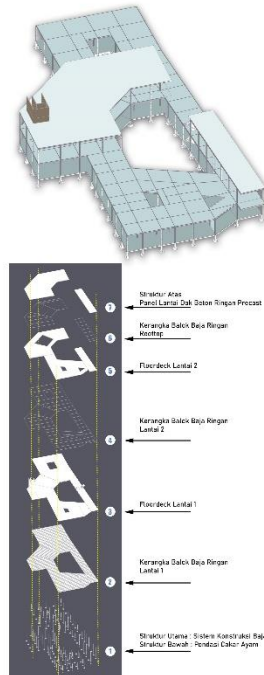 Struktur Atas
Panel Lantai Dak Beton Ringan Precast
7
Kerangka Balok Baja Ringan
Rooftop
6
Floordeck Lantai 2
5
Kerangka Balok Baja Ringan
Lantai 2
4
Floordeck Lantai 1
3
Kerangka Balok Baja Ringan
Lantai 1
2
Struktur Utama : Sistem Konstruksi Baja
Struktur Bawah : Pondasi Cakar Ayam
1